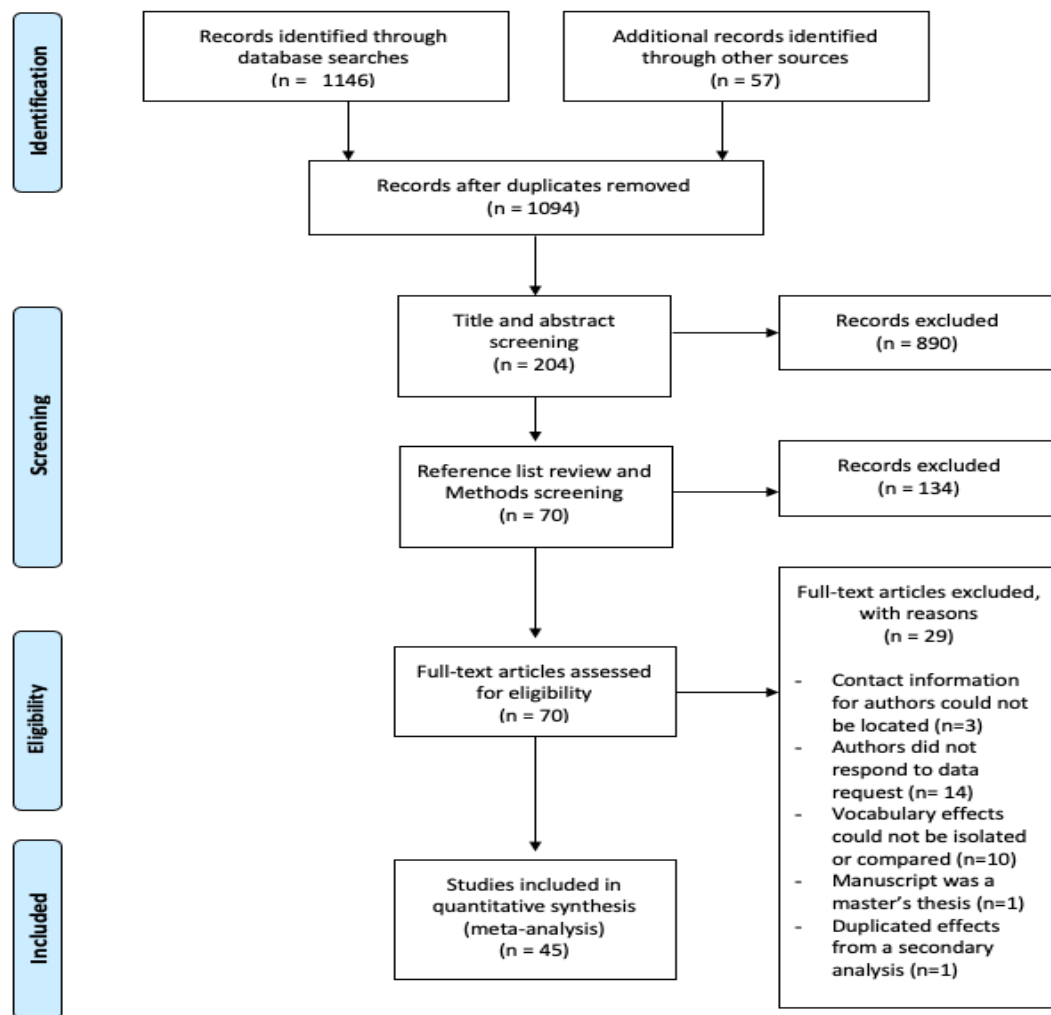 Identification
Records identified through
database searches
(n = 1146)
Additional records identified
through other sources
(n = 57)
Records after duplicates removed
(n = 1094)
Screening
Title and abstract
screening
(n = 204)
Records excluded
(n = 890)
Reference list review and
Methods screening
(n = 70)
Records excluded
(n = 134)
Eligibility
Full-text articles assessed
for eligibility
(n = 70)
Full-text articles excluded,
with reasons
(n = 29)
- Contact information
for authors could not
be located (n=3)
- Authors did not
respond to data
request (n= 14)
- Vocabulary effects
could not be isolated
or compared (n=10)
- Manuscript was a
master's thesis (n=1)
- Duplicated effects
from a secondary
analysis (n=1)
Included
Studies included in
quantitative synthesis
(meta-analysis)
(n = 45)